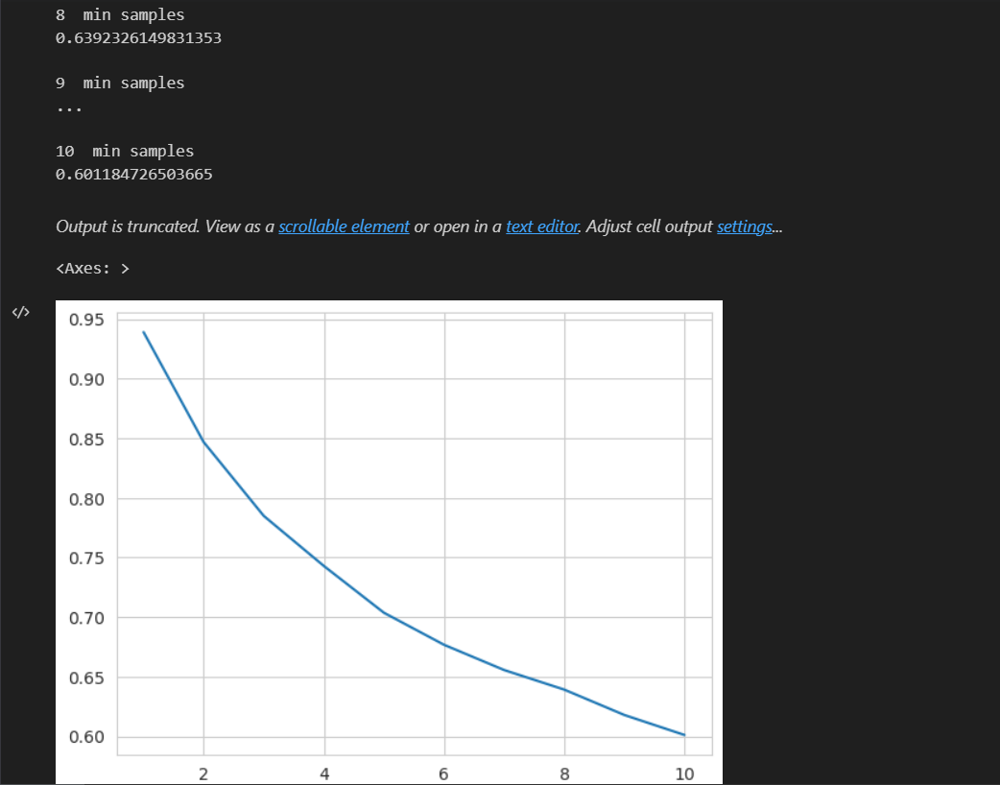 8  min samples
0.6392326149831353
9  min samples
...
10  min samples
0.601184726503665
Output is truncated. View as a scrollable element or open in a text editor. Adjust cell output settings...
<Axes: >
</>
0.95
0.90
0.85
0.80
0.75
0.70
0.65
0.60
2 4 6 8 10